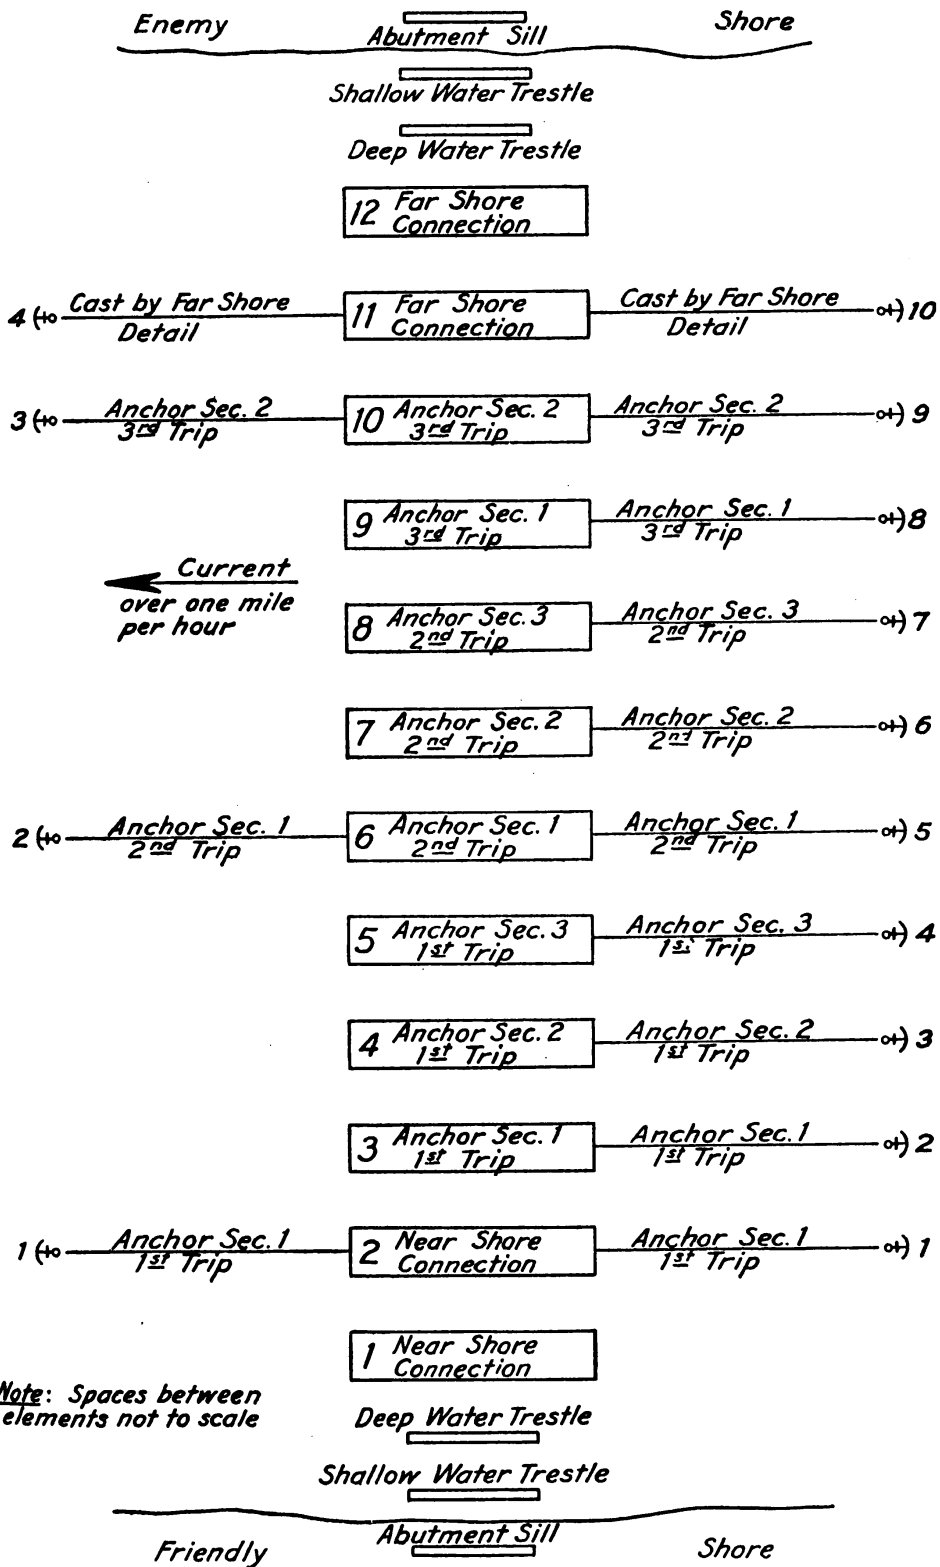 Enemy Shore
Abutment Sill
Shallow Water Trestle
Deep Water Trestle
12 Far Shore
Connection
4 Cast by Far Shore
Detail
11 Far Shore
Connection
Cast by Far Shore
Detail 10
3 Anchor Sec. 2
3rd Trip
10 Anchor Sec. 2
3rd Trip
Anchor Sec. 2
3rd Trip 9
9 Anchor Sec. 1
3rd Trip
Anchor Sec. 1
3rd Trip 8
Current
over one mile
per hour
8 Anchor Sec. 3
2nd Trip
Anchor Sec. 3
2nd Trip 7
7 Anchor Sec. 2
2nd Trip
Anchor Sec. 2
2nd Trip 6
2 Anchor Sec. 1
2nd Trip
6 Anchor Sec. 1
2nd Trip
Anchor Sec. 1
2nd Trip 5
5 Anchor Sec. 3
1st Trip
Anchor Sec. 3
1st Trip 4
4 Anchor Sec. 2
1st Trip
Anchor Sec. 2
1st Trip 3
3 Anchor Sec. 1
1st Trip
Anchor Sec. 1
1st Trip 2
1 Anchor Sec. 1
1st Trip
2 Near Shore
Connection
Anchor Sec. 1
1st Trip 1
1 Near Shore
Connection
Note: Spaces between
elements not to scale
Deep Water Trestle
Shallow Water Trestle
Abutment Sill
Friendly Shore